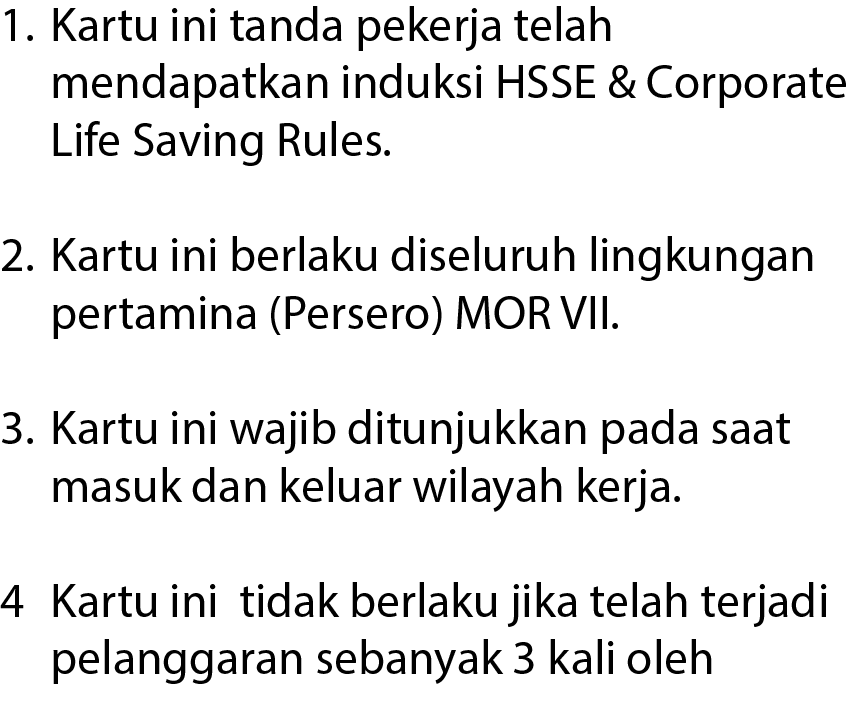 1. Kartu ini tanda pekerja telah
mendapatkan induksi HSSE & Corporate
Life Saving Rules.
2. Kartu ini berlaku diseluruh lingkungan
pertamina (Persero) MOR VII.
3. Kartu ini wajib ditunjukkan pada saat
masuk dan keluar wilayah kerja.
4 Kartu ini  tidak berlaku jika telah terjadi
pelanggaran sebanyak 3 kali oleh